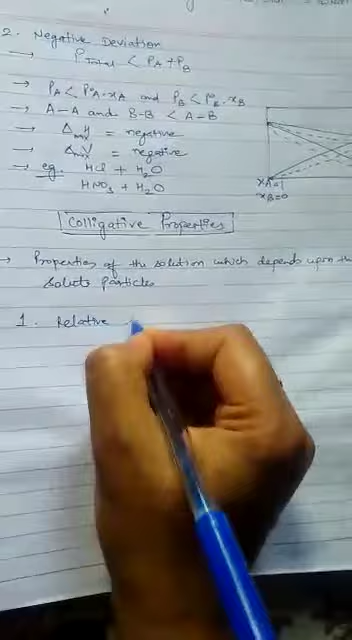 2. Negative Deviation
→ P_Total < P_A + P_B
→ P_A < P°_A · x_A and P_B < P°_B · x_B
→ A-A and B-B < A-B
→ Δ_mix H = negative
→ Δ_mix V = negative
→ eg. HCl + H₂O
HNO₃ + H₂O
x_A=1
x_B=0
Colligative Properties
→ Properties of the solution which depends upon the
solute particles
1. Relative